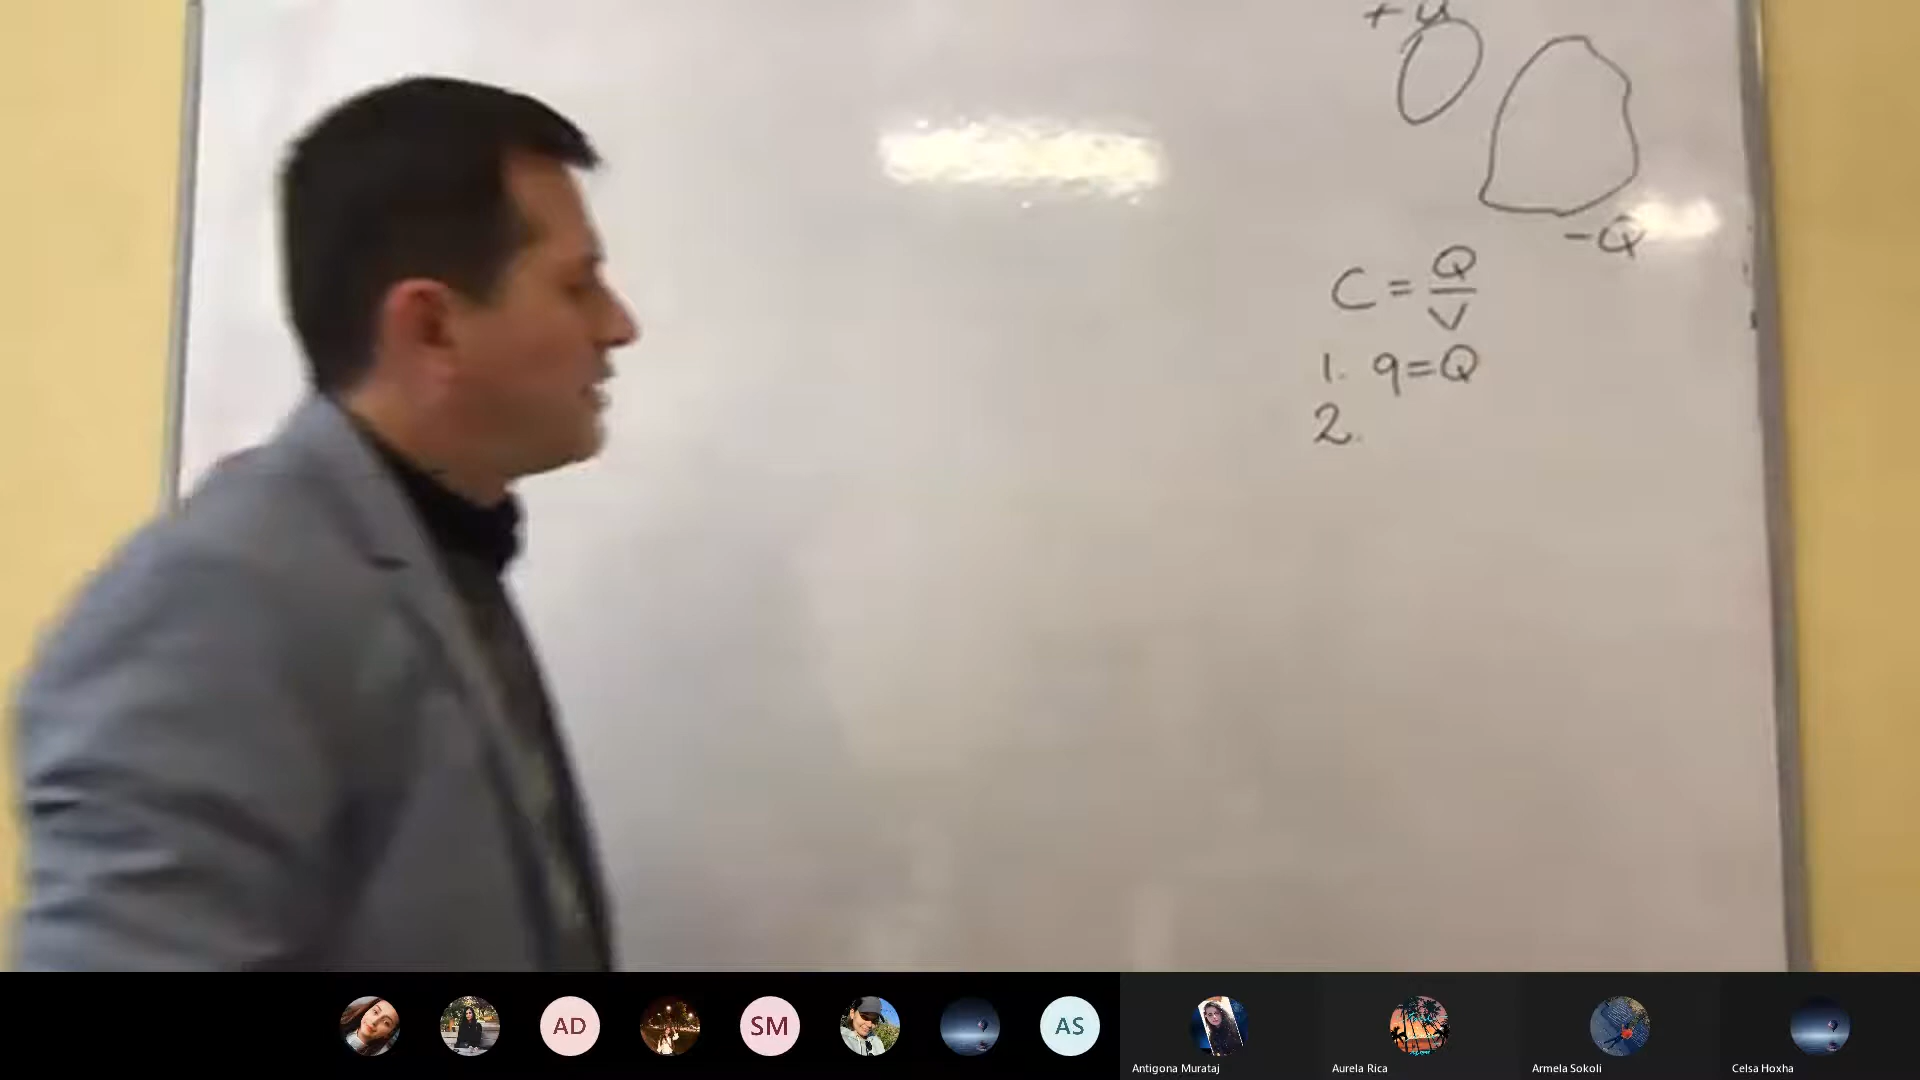 -Q
C = Q/V
1. q=Q
2.
AD
SM
AS
Antigona Murataj
Aurela Rica
Armela Sokoli
Celsa Hoxha